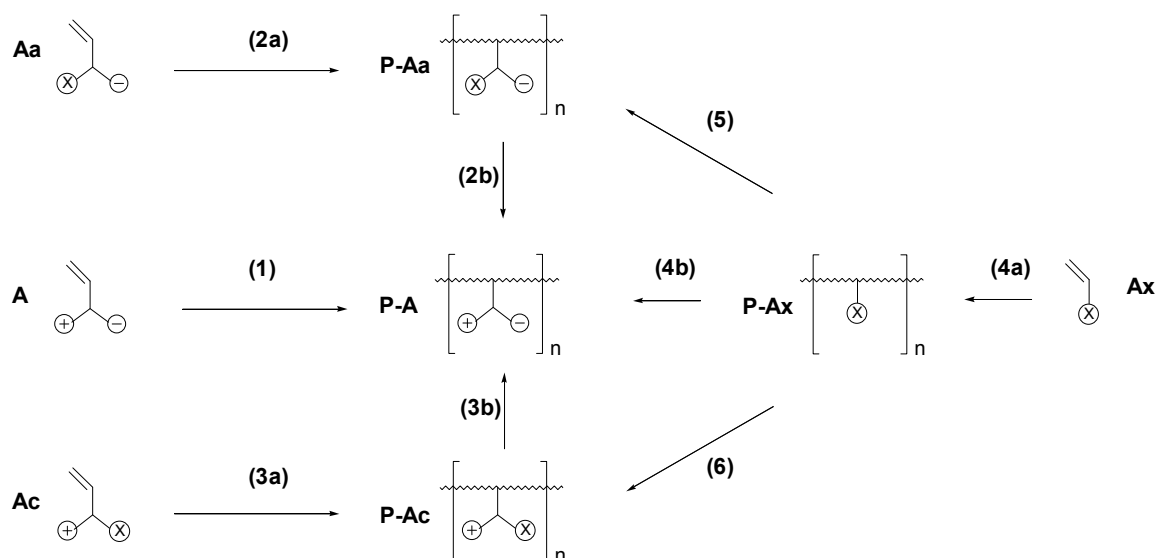 Aa
X
−
(2a)
P-Aa
X
−
n
(5)
(2b)
A
+
−
(1)
P-A
+
−
n
(4b)
P-Ax
X
n
(4a)
X
Ax
(3b)
(6)
Ac
+
X
(3a)
P-Ac
+
X
n